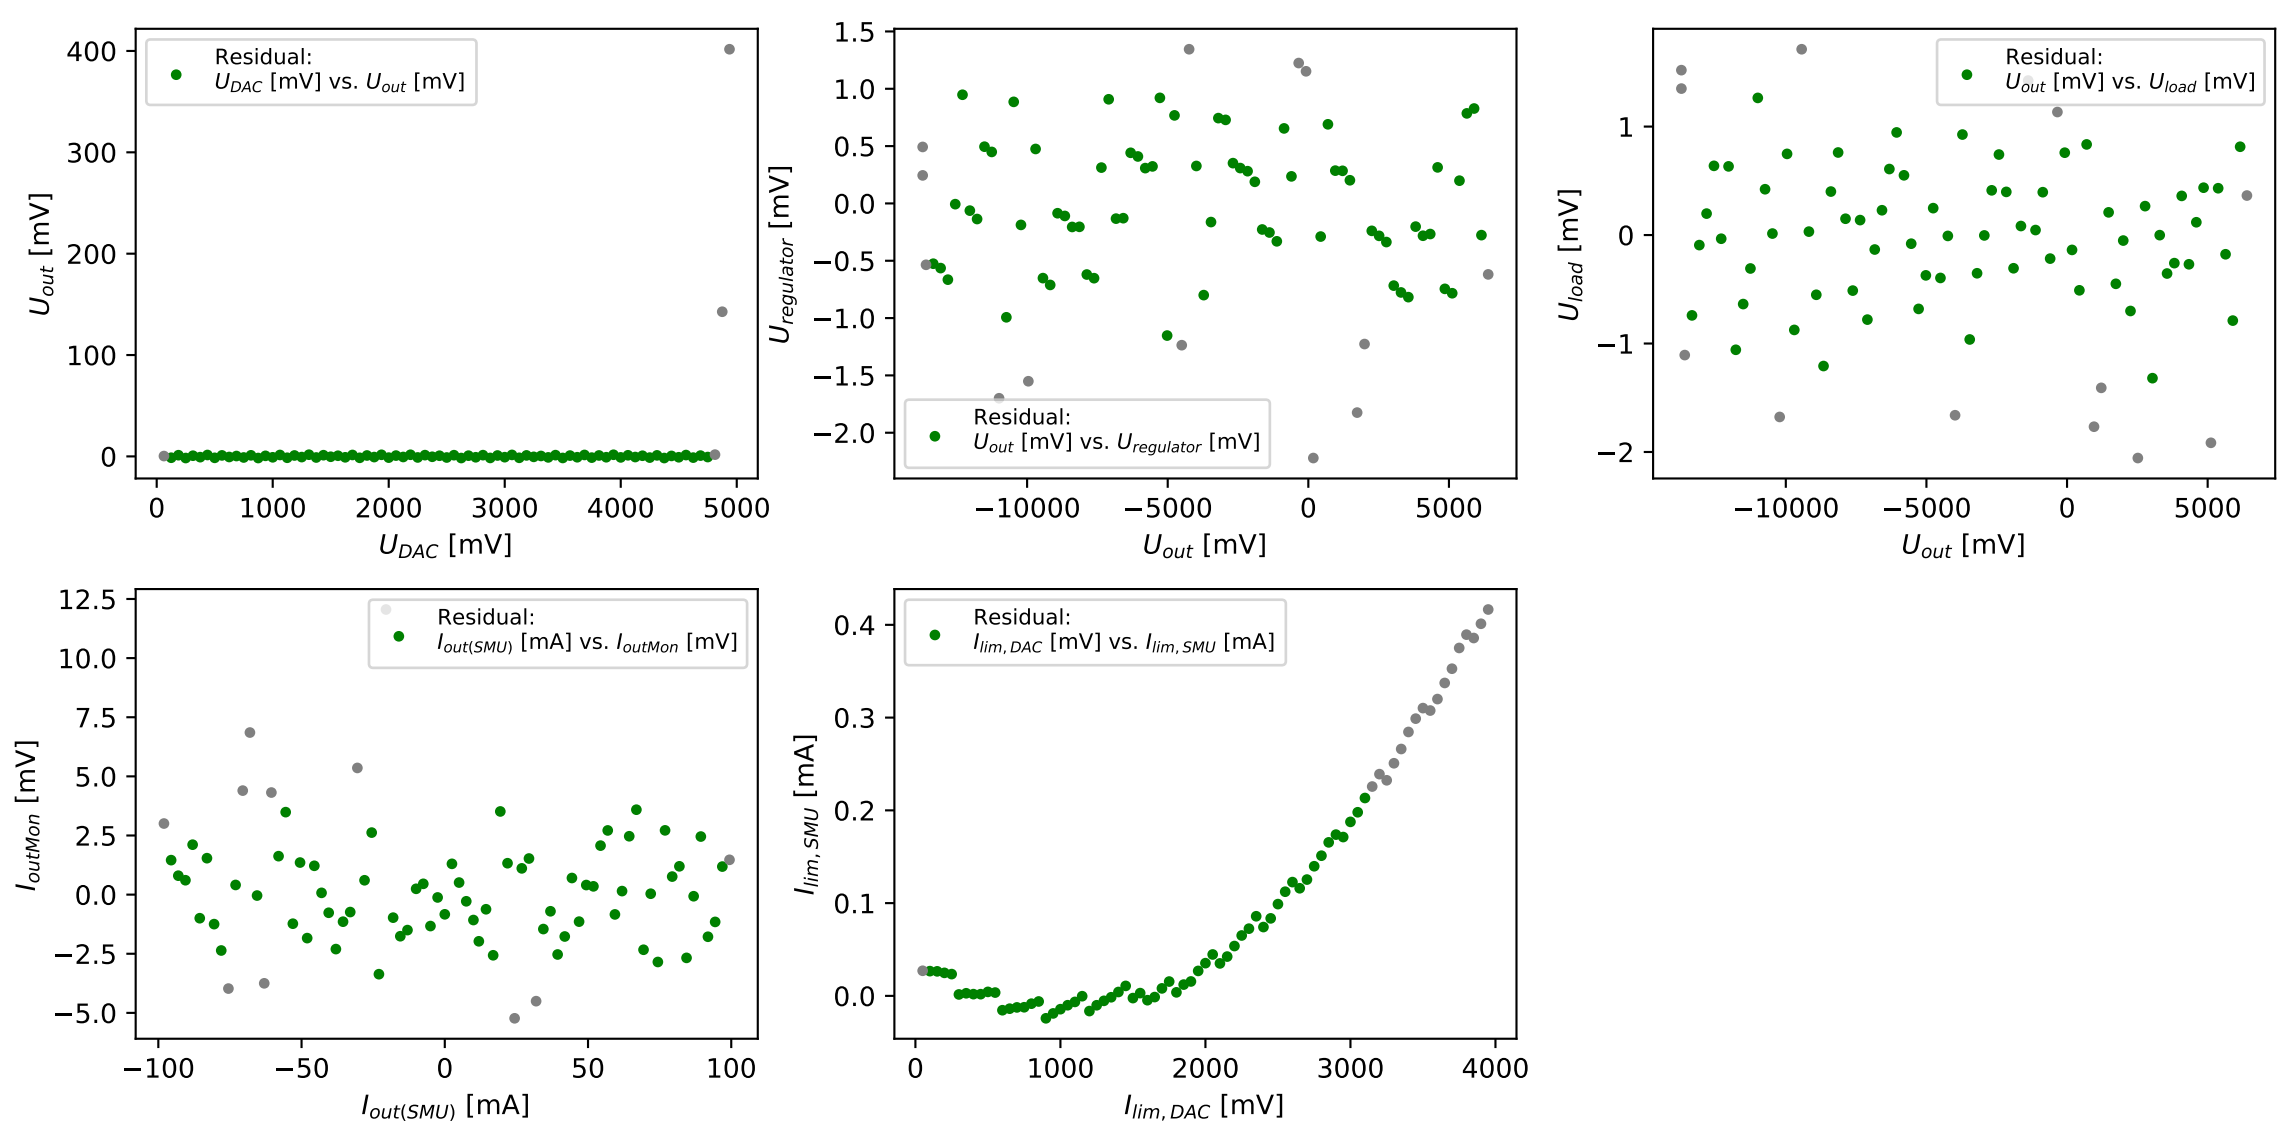 400
300
200
100
0
U_out [mV]
Residual:
U_DAC [mV] vs. U_out [mV]
0 1000 2000 3000 4000 5000
U_DAC [mV]
1.5
1.0
0.5
0.0
−0.5
−1.0
−1.5
−2.0
U_regulator [mV]
Residual:
U_out [mV] vs. U_regulator [mV]
−10000 −5000 0 5000
U_out [mV]
1
0
−1
−2
U_load [mV]
Residual:
U_out [mV] vs. U_load [mV]
−10000 −5000 0 5000
U_out [mV]
12.5
10.0
7.5
5.0
2.5
0.0
−2.5
−5.0
I_outMon [mV]
Residual:
I_out(SMU) [mA] vs. I_outMon [mV]
−100 −50 0 50 100
I_out(SMU) [mA]
0.4
0.3
0.2
0.1
0.0
I_lim,SMU [mA]
Residual:
I_lim,DAC [mV] vs. I_lim,SMU [mA]
0 1000 2000 3000 4000
I_lim,DAC [mV]